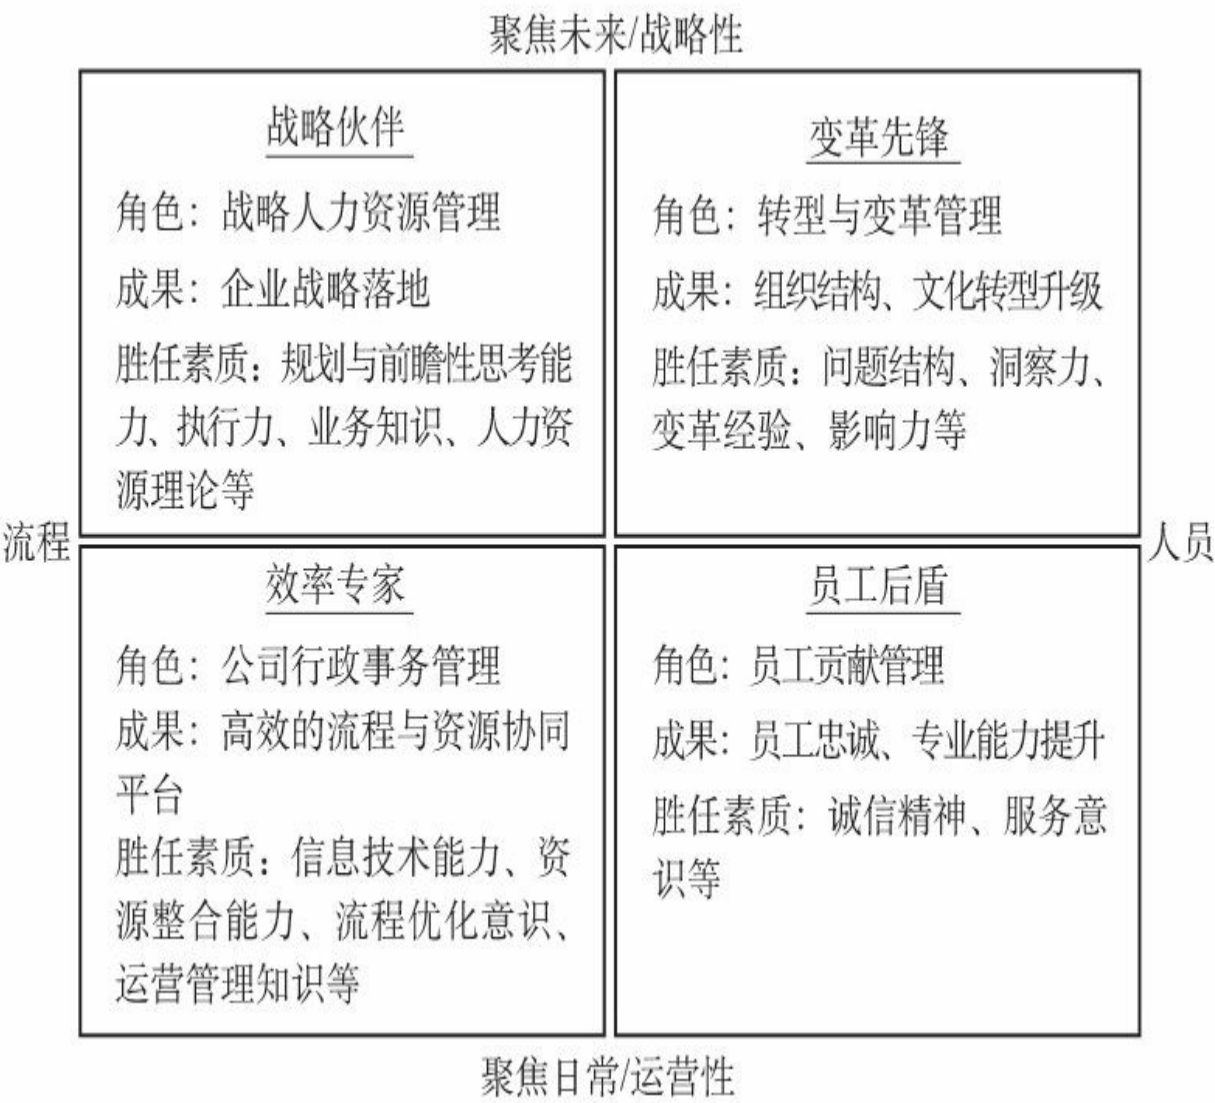 聚焦未来/战略性
战略伙伴
角色：战略人力资源管理
成果：企业战略落地
胜任素质：规划与前瞻性思考能
力、执行力、业务知识、人力资
源理论等
变革先锋
角色：转型与变革管理
成果：组织结构、文化转型升级
胜任素质：问题结构、洞察力、
变革经验、影响力等
流程
人员
效率专家
角色：公司行政事务管理
成果：高效的流程与资源协同
平台
胜任素质：信息技术能力、资
源整合能力、流程优化意识、
运营管理知识等
员工后盾
角色：员工贡献管理
成果：员工忠诚、专业能力提升
胜任素质：诚信精神、服务意
识等
聚焦日常/运营性